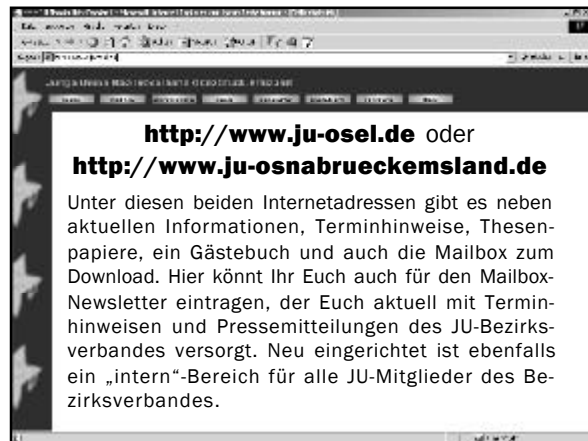 http://www.ju-osel.de oder
http://www.ju-osnabrueckemsland.de
Unter diesen beiden Internetadressen gibt es neben
aktuellen Informationen, Terminhinweise, Thesen-
papiere, ein Gästebuch und auch die Mailbox zum
Download. Hier könnt Ihr Euch auch für den Mailbox-
Newsletter eintragen, der Euch aktuell mit Termin-
hinweisen und Pressemitteilungen des JU-Bezirks-
verbandes versorgt. Neu eingerichtet ist ebenfalls
ein „intern“-Bereich für alle JU-Mitglieder des Be-
zirksverbandes.